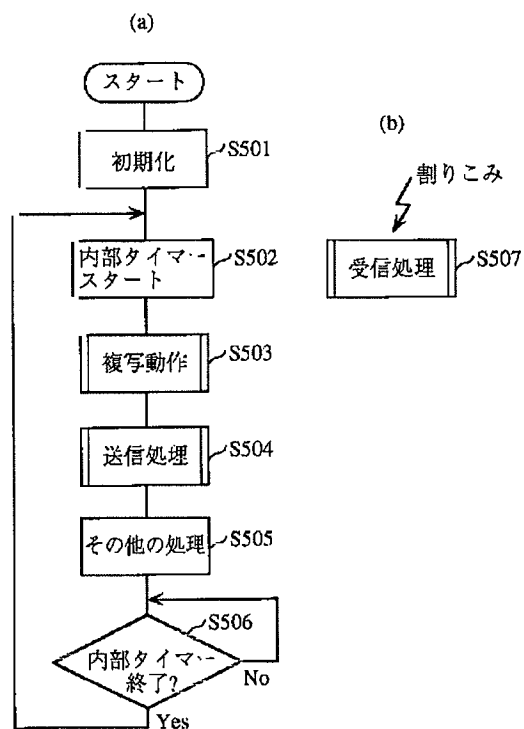 (a)
スタート
初期化
S501
内部タイマー
スタート
S502
複写動作
S503
送信処理
S504
その他の処理
S505
S506
内部タイマー
終了?
No
Yes
(b)
割りこみ
受信処理
S507